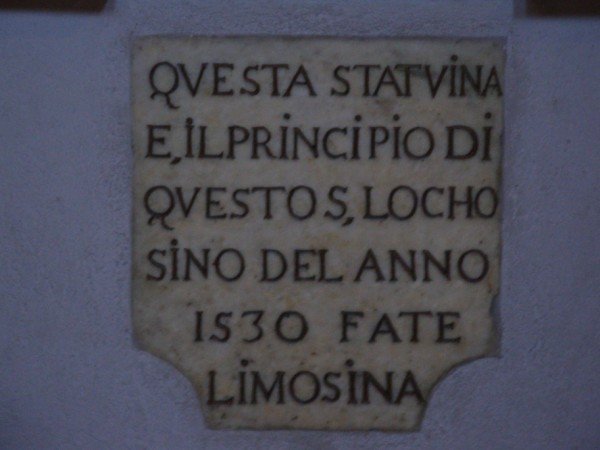 QVESTA STATVINA
E, IL PRINCIPIO DI
QVESTO S, LOCHO
SINO DEL ANNO
1530 FATE
LIMOSINA